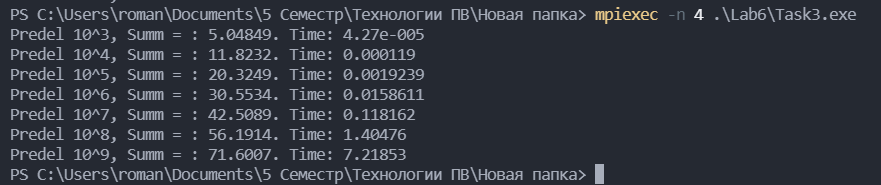 PS C:\Users\roman\Documents\5 Семестр\Технологии ПВ\Новая папка> mpiexec -n 4 .\Lab6\Task3.exe
Predel 10^3, Summ = : 5.04849. Time: 4.27e-005
Predel 10^4, Summ = : 11.8232. Time: 0.000119
Predel 10^5, Summ = : 20.3249. Time: 0.0019239
Predel 10^6, Summ = : 30.5534. Time: 0.0158611
Predel 10^7, Summ = : 42.5089. Time: 0.118162
Predel 10^8, Summ = : 56.1914. Time: 1.40476
Predel 10^9, Summ = : 71.6007. Time: 7.21853
PS C:\Users\roman\Documents\5 Семестр\Технологии ПВ\Новая папка>